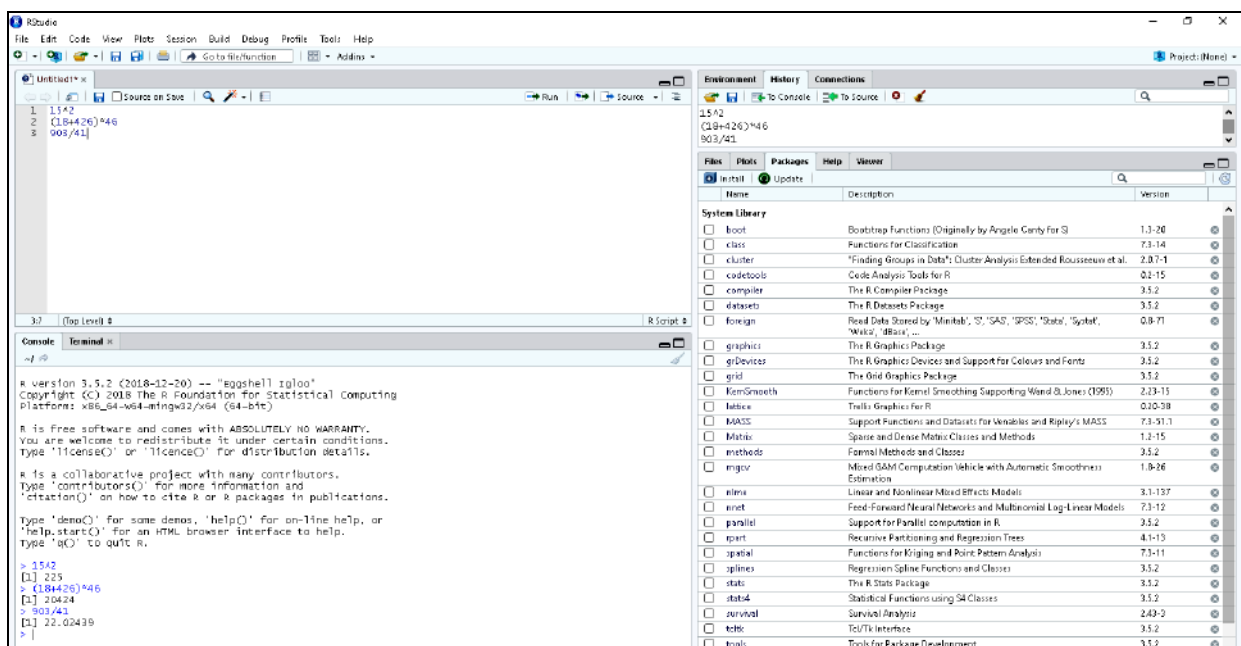 RStudio
File Edit Code View Plots Session Build Debug Profile Tools Help
Go to file/function Addins Project: (None)
Untitled1* ×
Source on Save Run Source
1 15^2
2 (18+426)*46
3 903/41
3:7 (Top Level) R Script
Console Terminal ×
~/
R version 3.5.2 (2018-12-20) -- "Eggshell Igloo"
Copyright (C) 2018 The R Foundation for Statistical Computing
Platform: x86_64-w64-mingw32/x64 (64-bit)
R is free software and comes with ABSOLUTELY NO WARRANTY.
You are welcome to redistribute it under certain conditions.
Type 'license()' or 'licence()' for distribution details.
R is a collaborative project with many contributors.
Type 'contributors()' for more information and
'citation()' on how to cite R or R packages in publications.
Type 'demo()' for some demos, 'help()' for on-line help, or
'help.start()' for an HTML browser interface to help.
Type 'q()' to quit R.
> 15^2
[1] 225
> (18+426)*46
[1] 20424
> 903/41
[1] 22.02439
>
Environment History Connections
To Console To Source
15^2
(18+426)*46
903/41
Files Plots Packages Help Viewer
Install Update
Name Description Version
System Library
boot Bootstrap Functions (Originally by Angelo Canty for S) 1.3-20
class Functions for Classification 7.3-14
cluster "Finding Groups in Data": Cluster Analysis Extended Rousseeuw et al. 2.0.7-1
codetools Code Analysis Tools for R 0.2-15
compiler The R Compiler Package 3.5.2
datasets The R Datasets Package 3.5.2
foreign Read Data Stored by 'Minitab', 'S', 'SAS', 'SPSS', 'Stata', 'Systat', 0.8-71
'Weka', 'dBase', ...
graphics The R Graphics Package 3.5.2
grDevices The R Graphics Devices and Support for Colours and Fonts 3.5.2
grid The Grid Graphics Package 3.5.2
KernSmooth Functions for Kernel Smoothing Supporting Wand & Jones (1995) 2.23-15
lattice Trellis Graphics for R 0.20-38
MASS Support Functions and Datasets for Venables and Ripley's MASS 7.3-51.1
Matrix Sparse and Dense Matrix Classes and Methods 1.2-15
methods Formal Methods and Classes 3.5.2
mgcv Mixed GAM Computation Vehicle with Automatic Smoothness 1.8-26
Estimation
nlme Linear and Nonlinear Mixed Effects Models 3.1-137
nnet Feed-Forward Neural Networks and Multinomial Log-Linear Models 7.3-12
parallel Support for Parallel computation in R 3.5.2
rpart Recursive Partitioning and Regression Trees 4.1-13
spatial Functions for Kriging and Point Pattern Analysis 7.3-11
splines Regression Spline Functions and Classes 3.5.2
stats The R Stats Package 3.5.2
stats4 Statistical Functions using S4 Classes 3.5.2
survival Survival Analysis 2.43-3
tcltk Tcl/Tk Interface 3.5.2
tools Tools for Package Development 3.5.2